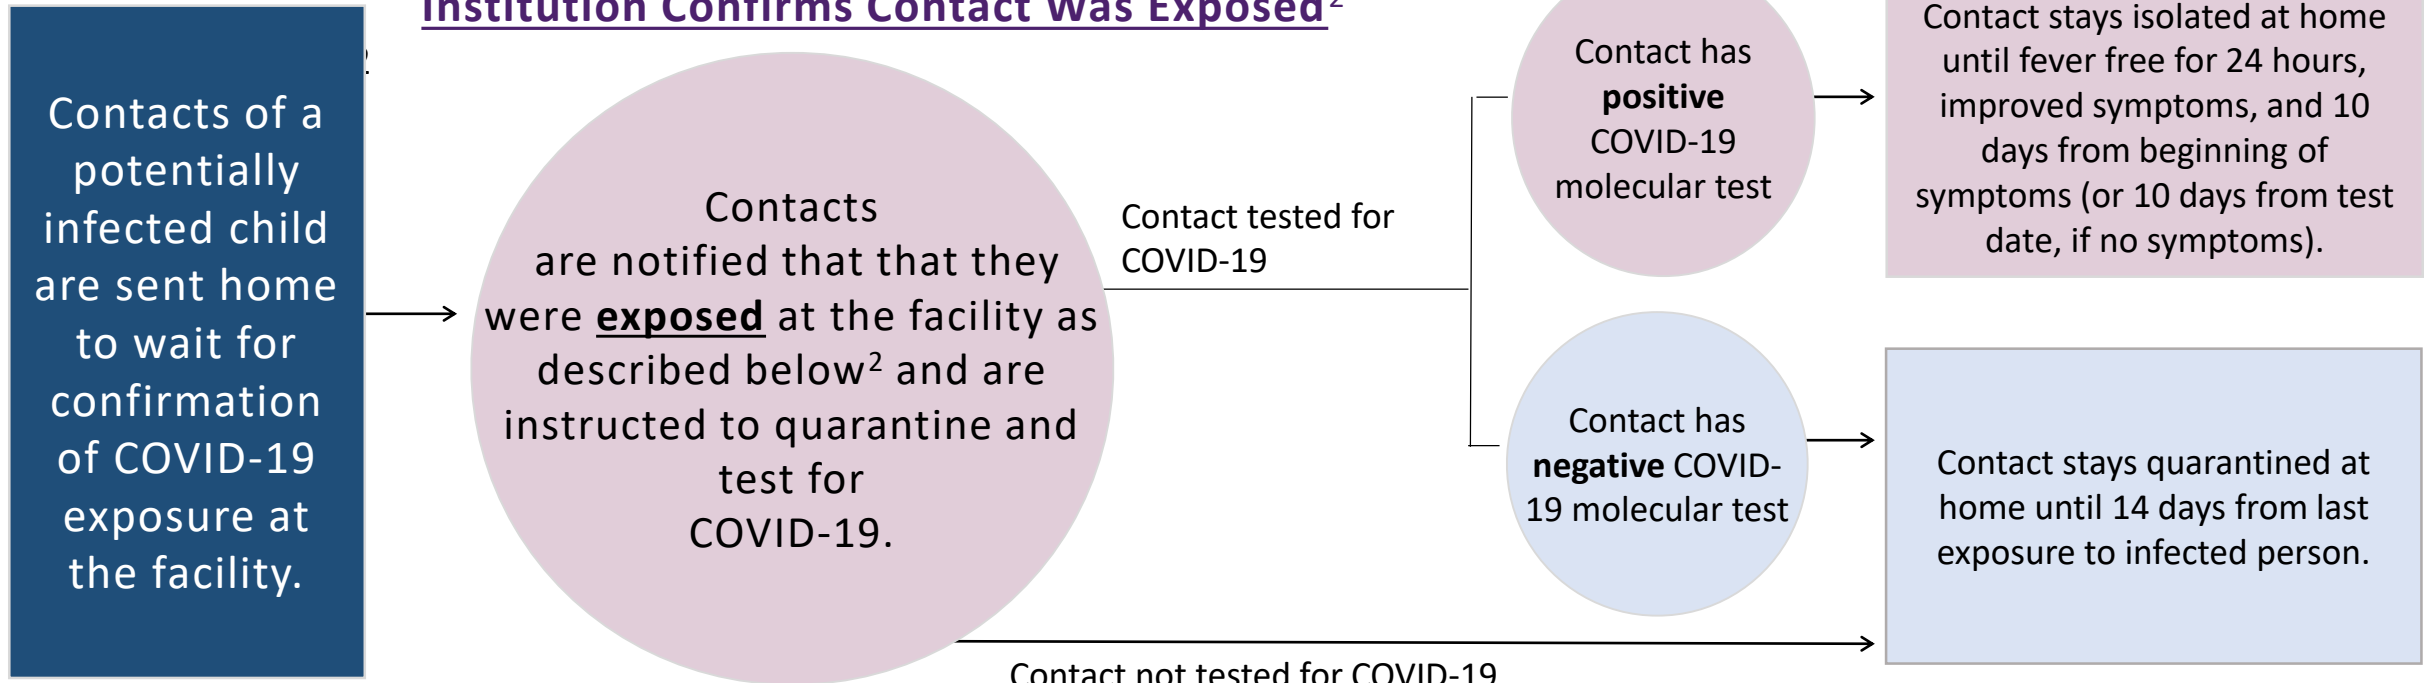 Institution Confirms Contact Was Exposed2
2
Contacts of a
potentially
infected child
are sent home
to wait for
confirmation
of COVID-19
exposure at
the facility.
Contacts
are notified that that they
were exposed at the facility as
described below2 and are
instructed to quarantine and
test for
COVID-19.
Contact tested for
COVID-19
Contact has
positive
COVID-19
molecular test
Contact stays isolated at home
until fever free for 24 hours,
improved symptoms, and 10
days from beginning of
symptoms (or 10 days from test
date, if no symptoms).
Contact has
negative COVID-
19 molecular test
Contact stays quarantined at
home until 14 days from last
exposure to infected person.
Contact not tested for COVID-19